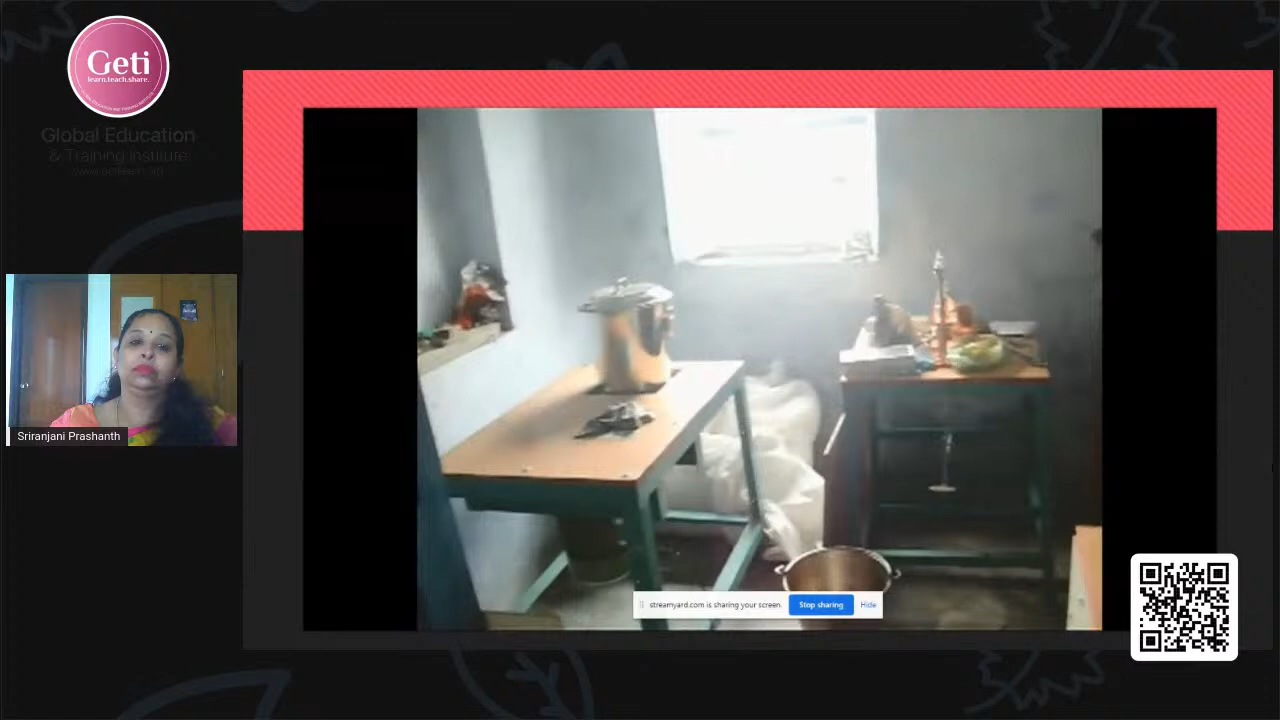 Geti
learn.teach.share.
Global Education
& Training Institute
Sriranjani Prashanth
streamyard.com is sharing your screen.
Stop sharing
Hide